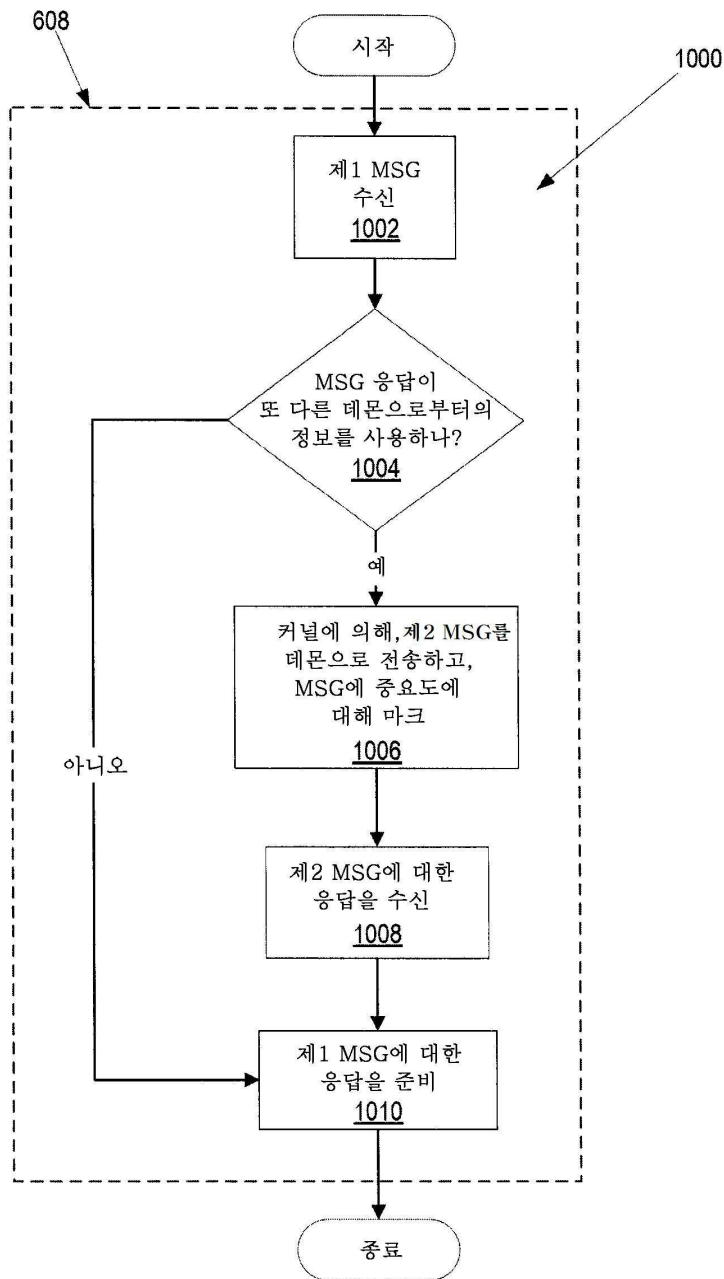 608
시작
1000
제1 MSG
수신
1002
MSG 응답이
또 다른 데몬으로부터의
정보를 사용하나?
1004
예
커널에 의해,제2 MSG를
데몬으로 전송하고,
MSG에 중요도에
대해 마크
1006
아니오
제2 MSG에 대한
응답을 수신
1008
제1 MSG에 대한
응답을 준비
1010
종료